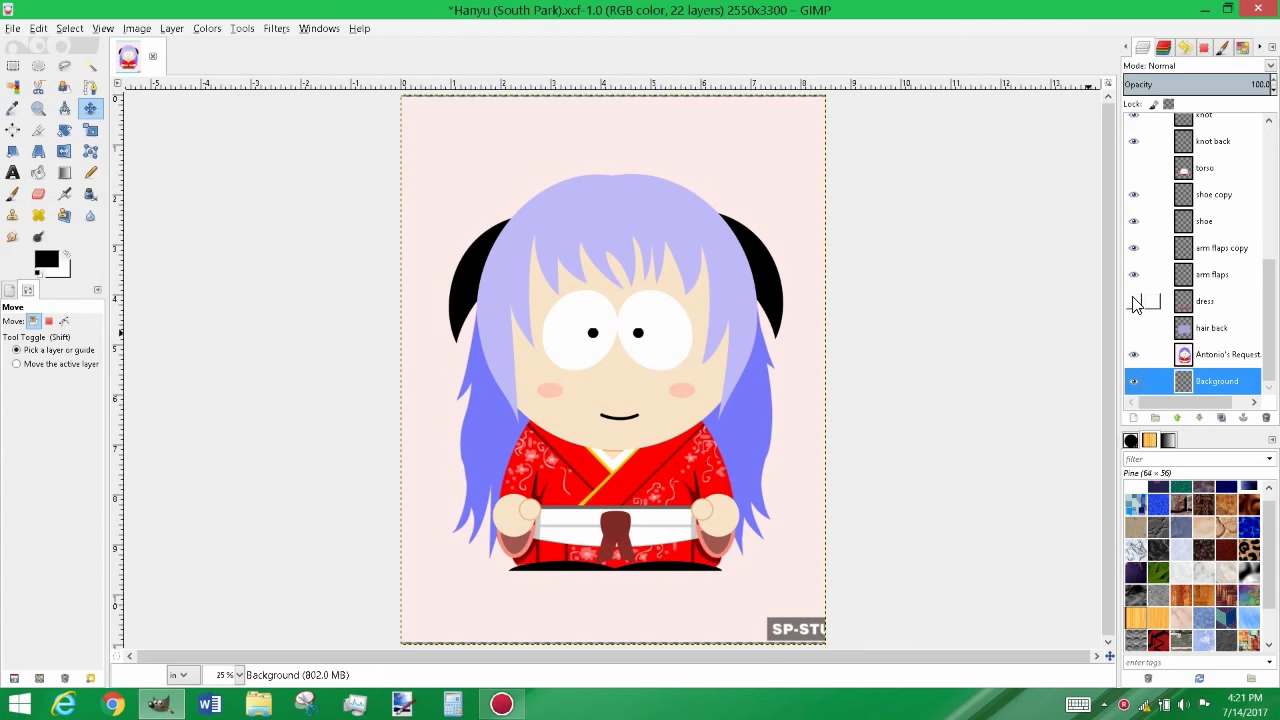 *Hanyu (South Park).xcf-1.0 (RGB color, 22 layers) 2550x3300 – GIMP
File Edit Select View Image Layer Colors Tools Filters Windows Help
Mode: Normal
Opacity 100.0
Lock:
knot
knot back
torso
shoe copy
shoe
arm flaps copy
arm flaps
dress
hair back
Antonio's Request.
Background
Move
Tool Toggle (Shift)
Pick a layer or guide
Move the active layer
filter
Pine (64 × 56)
SP-STU
enter tags
in 25 % Background (802.0 MB)
4:21 PM
7/14/2017